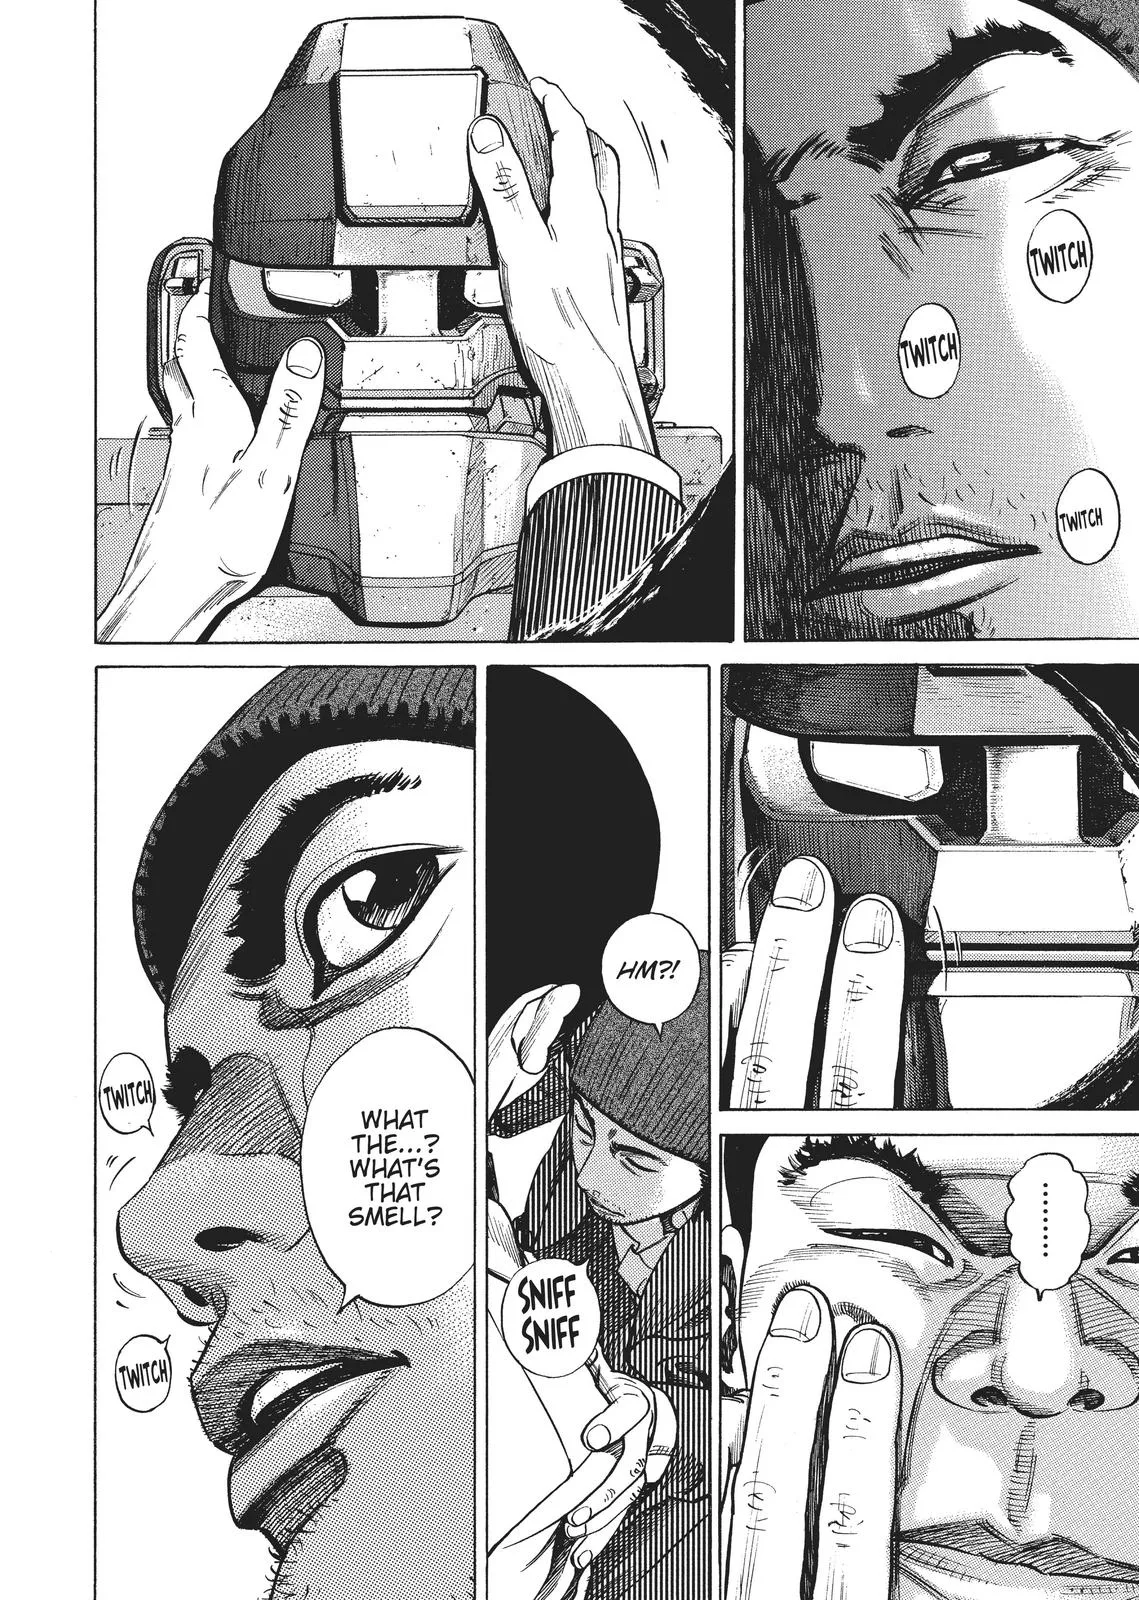 TWITCH
TWITCH
TWITCH
.........
HM?!
SNIFF
SNIFF
WHAT
THE...?
WHAT'S
THAT
SMELL?
TWITCH
TWITCH